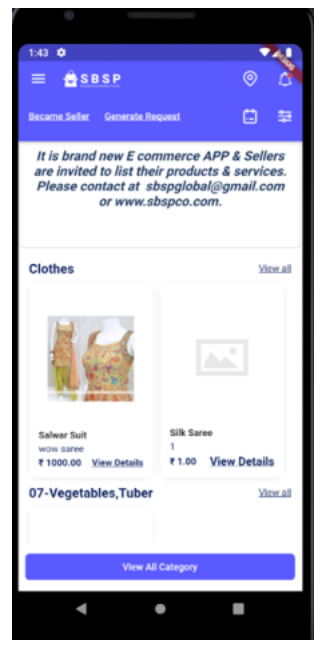 1:43
DEBUG
SBSP
Became Seller Generate Request
It is brand new E commerce APP & Sellers
are invited to list their products & services.
Please contact at sbspglobal@gmail.com
or www.sbspco.com.
Clothes View all
Salwar Suit
wow saree
₹ 1000.00 View Details
Silk Saree
1
₹ 1.00 View Details
07-Vegetables,Tuber View all
View All Category